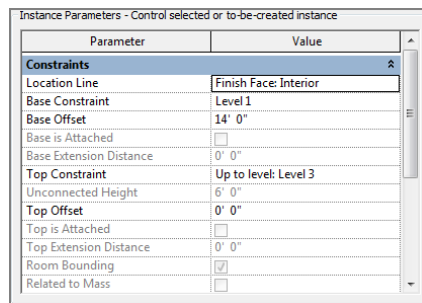 Instance Parameters - Control selected or to-be-created instance
Parameter Value
Constraints
Location Line Finish Face: Interior
Base Constraint Level 1
Base Offset 14' 0"
Base is Attached
Base Extension Distance 0' 0"
Top Constraint Up to level: Level 3
Unconnected Height 6' 0"
Top Offset 0' 0"
Top is Attached
Top Extension Distance 0' 0"
Room Bounding
Related to Mass